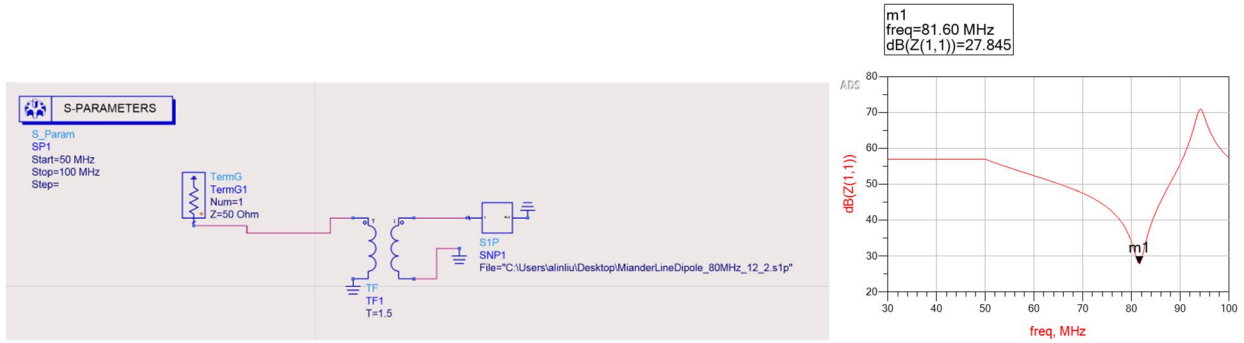 m1
freq=81.60 MHz
dB(Z(1,1))=27.845
S-PARAMETERS
S_Param
SP1
Start=50 MHz
Stop=100 MHz
Step=
TermG
TermG1
Num=1
Z=50 Ohm
T
1
TF
TF1
T=1.5
1
Ref
S1P
SNP1
File="C:\Users\alinliu\Desktop\MianderLineDipole_80MHz_12_2.s1p"
ADS
dB(Z(1,1))
80
70
60
50
40
30
20
m1
30 40 50 60 70 80 90 100
freq, MHz